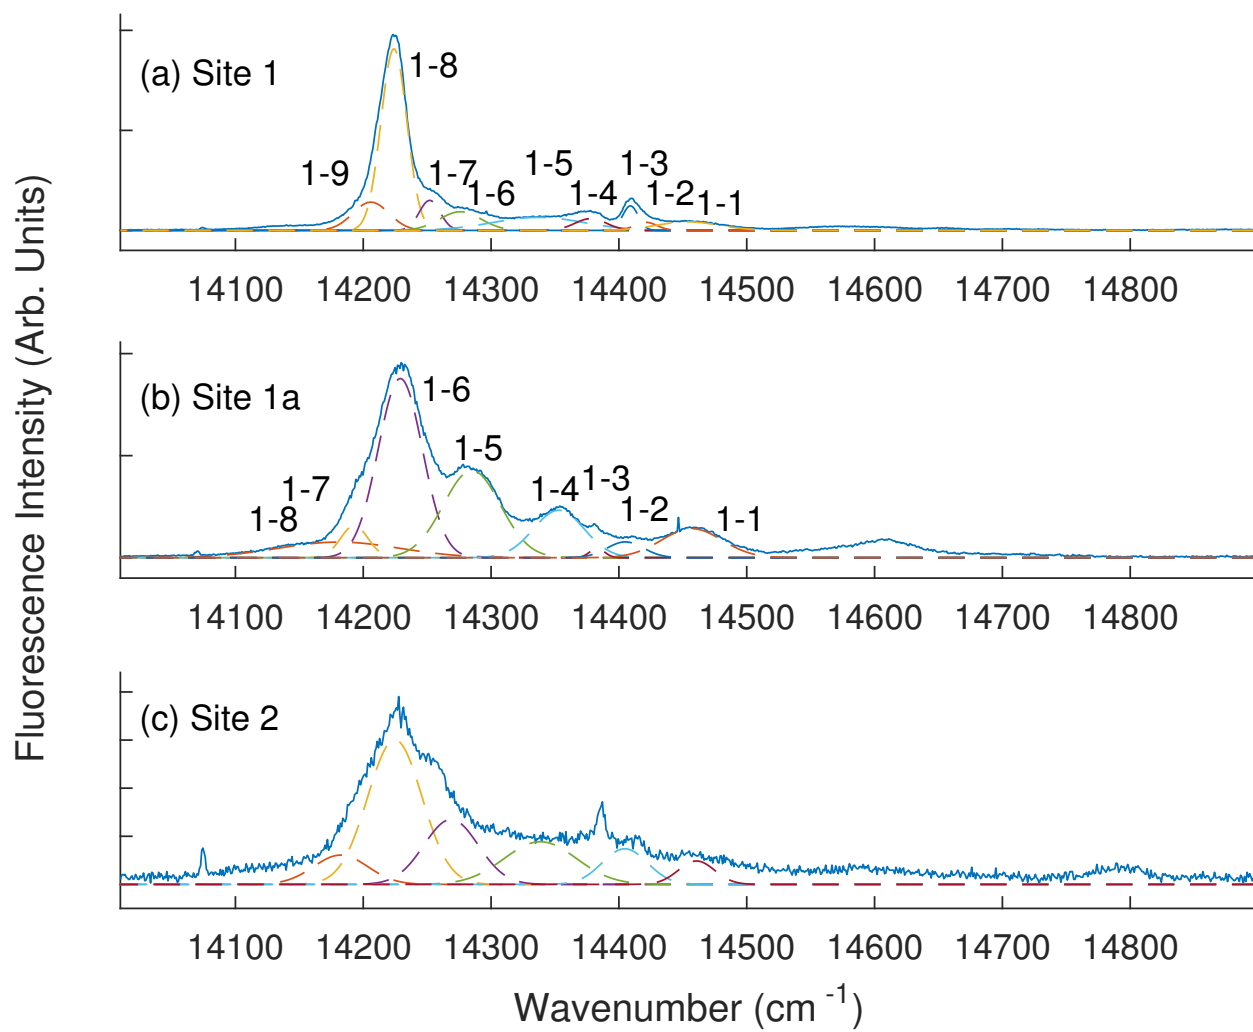 Fluorescence Intensity (Arb. Units)
(a) Site 1
1-8
1-9
1-7
1-6
1-5
1-4
1-3
1-2
1-1
14100 14200 14300 14400 14500 14600 14700 14800
(b) Site 1a
1-6
1-5
1-7
1-8
1-4
1-3
1-2
1-1
14100 14200 14300 14400 14500 14600 14700 14800
(c) Site 2
14100 14200 14300 14400 14500 14600 14700 14800
Wavenumber (cm -1)